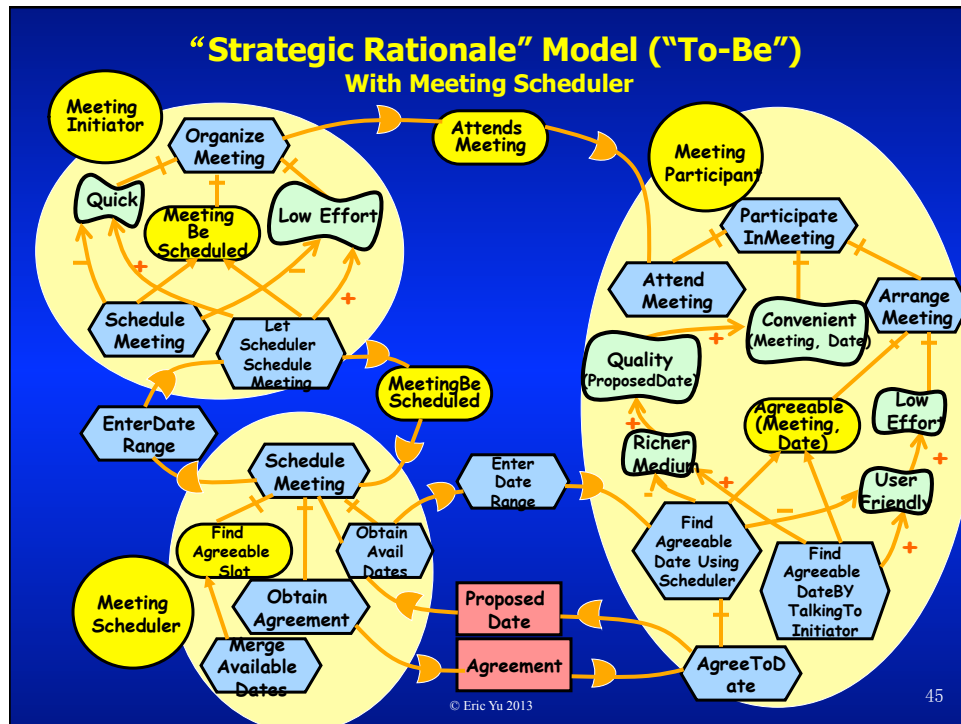 “Strategic Rationale” Model (“To-Be”)
With Meeting Scheduler
Meeting
Initiator
Organize
Meeting
Attends
Meeting
Meeting
Participant
Quick
Meeting
Be
Scheduled
Low Effort
Participate
InMeeting
–
+
–
+
Attend
Meeting
Arrange
Meeting
Schedule
Meeting
Let
Scheduler
Schedule
Meeting
Convenient
(Meeting, Date)
+
Quality
(ProposedDate)
MeetingBe
Scheduled
EnterDate
Range
Agreeable
(Meeting,
Date)
Low
Effort
+
+
Richer
Medium
+
User
Friendly
–
–
+
Schedule
Meeting
Enter
Date
Range
Find
Agreeable
Slot
Obtain
Avail
Dates
Find
Agreeable
Date Using
Scheduler
Find
Agreeable
DateBY
TalkingTo
Initiator
Meeting
Scheduler
Obtain
Agreement
Proposed
Date
Merge
Available
Dates
Agreement
AgreeToD
ate
© Eric Yu 2013
45